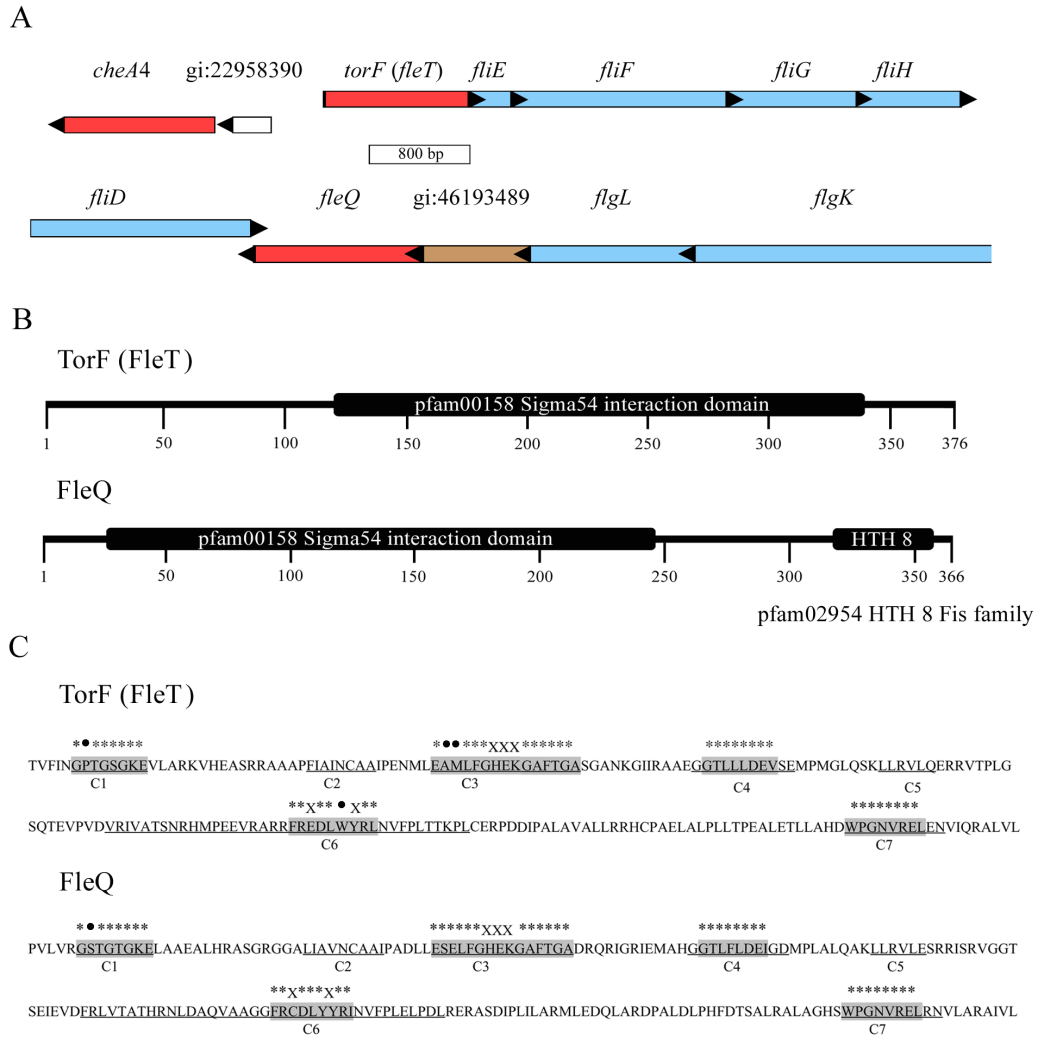 A
cheA4 gi:22958390 torF (fleT) fliE fliF fliG fliH
800 bp
fliD fleQ gi:46193489 flgL flgK
B
TorF (FleT)
pfam00158 Sigma54 interaction domain
1 50 100 150 200 250 300 350 376
FleQ
pfam00158 Sigma54 interaction domain HTH 8
1 50 100 150 200 250 300 350 366
pfam02954 HTH 8 Fis family
C
TorF (FleT)
*●****** *●●***XXX****** ********
TVFINGPTGSGKEVLARKVHEASRRAAAPFIAINCAAIPENMLEAMLFGHEKGAFTGASGANKGIIRAAEGGTLLLDEVSEMPMGLQSKLLRVLQERRVTPLG
C1 C2 C3 C4 C5
**X**●X** ********
SQTEVPVDVRIVATSNRHMPEEVRARRFREDLWYRLNVFPLTTKPLCERPDDIPALAVALLRRHCPAELALPLLTPEALETLLAHDWPGNVRELENVIQRALVL
C6 C7
FleQ
*●****** ******XXX****** ********
PVLVRGSTGTGKELAAEALHRASGRGGALIAVNCAAIPADLLESELFGHEKGAFTGADRQRIGRIEMAHGGTLFLDEIGDMPLALQAKLLRVLESRRISRVGGT
C1 C2 C3 C4 C5
**X***X** ********
SEIEVDFRLVTATHRNLDAQVAAGGFRCDLYYRINVFPLELPDLRERASDIPLILARMLEDQLARDPALDLPHFDTSALRALAGHSWPGNVRELRNVLARAIVL
C6 C7